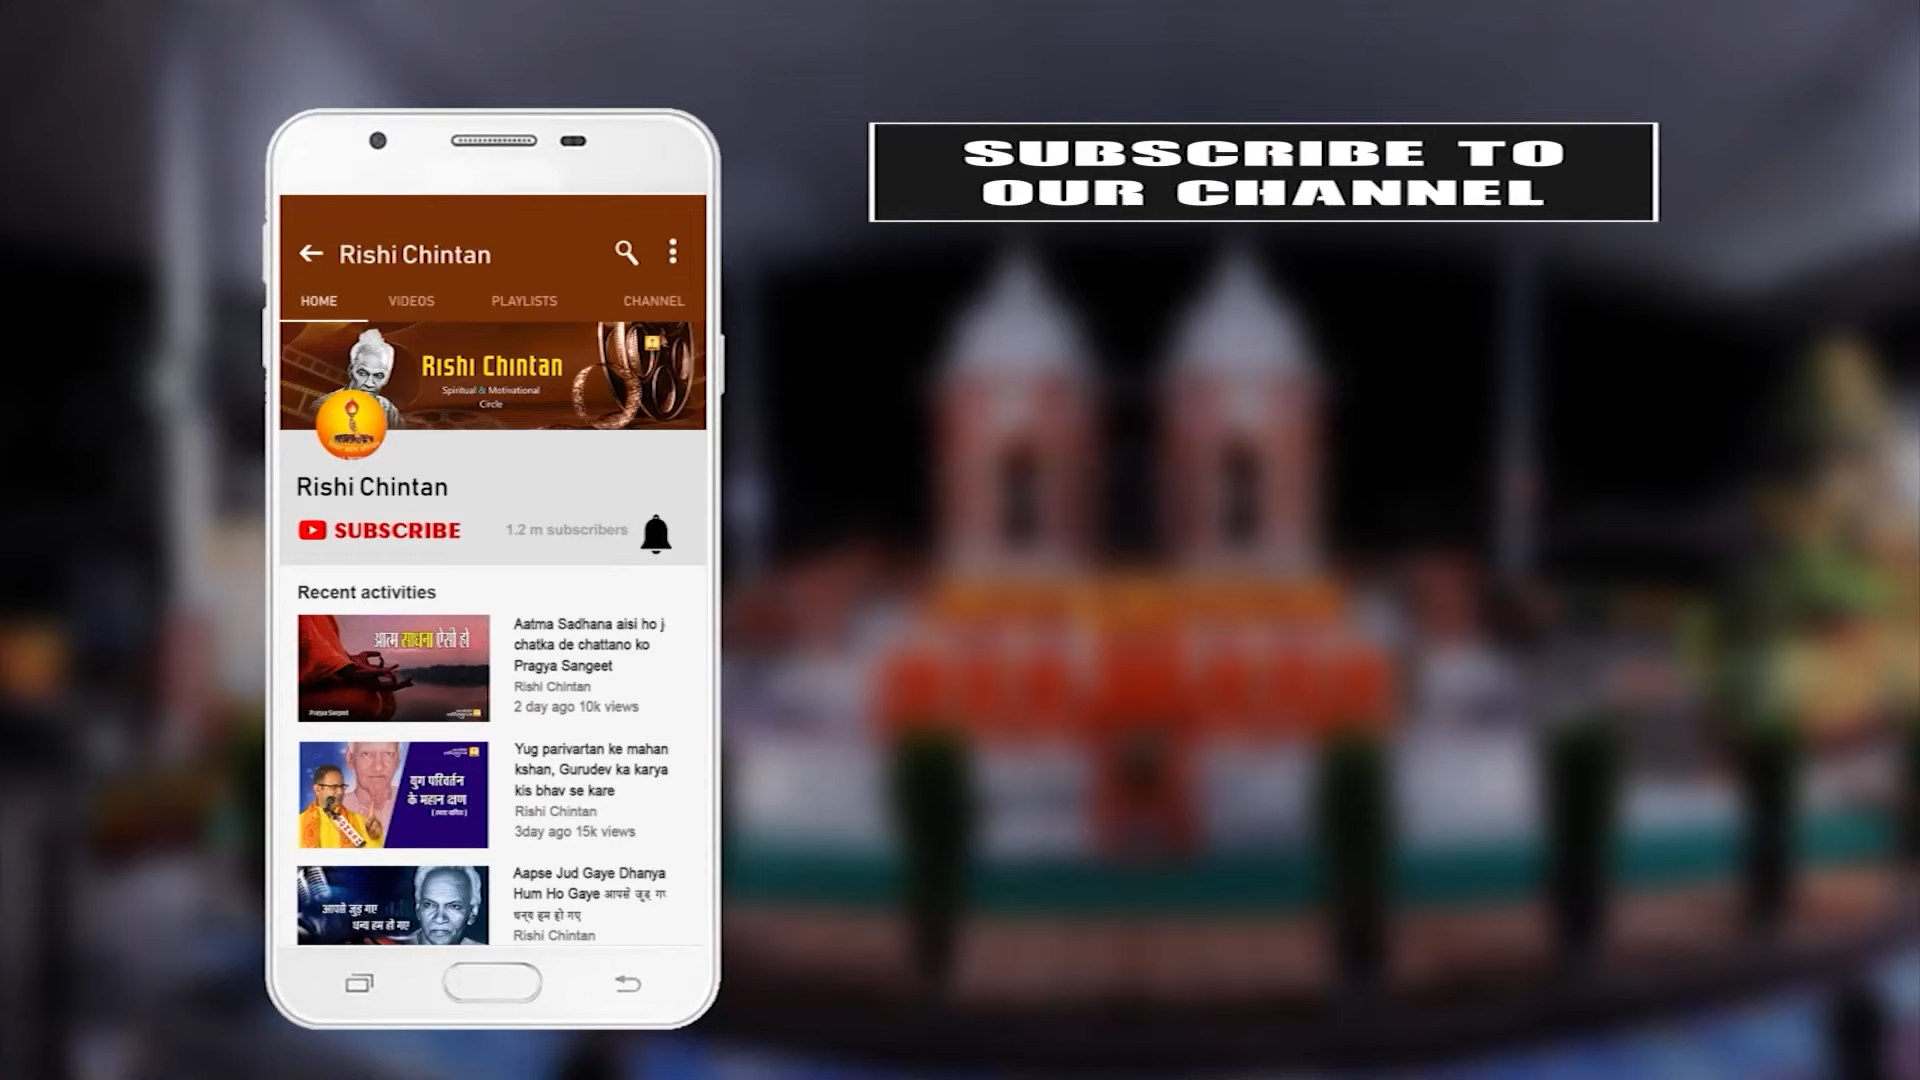 SUBSCRIBE TO
OUR CHANNEL
Rishi Chintan
HOME VIDEOS PLAYLISTS CHANNEL
Rishi Chintan
Spiritual & Motivational
Circle
Rishi Chintan
SUBSCRIBE 1.2 m subscribers
Recent activities
आत्म साधना ऐसी हो
Pragya Sangeet
Aatma Sadhana aisi ho j
chatka de chattano ko
Pragya Sangeet
Rishi Chintan
2 day ago 10k views
युग परिवर्तन
के महान क्षण
Yug parivartan ke mahan
kshan, Gurudev ka karya
kis bhav se kare
Rishi Chintan
3day ago 15k views
आपसे जुड़ गए
धन्य हम हो गए
Aapse Jud Gaye Dhanya
Hum Ho Gaye आपसे जुड़
धन्य हम हो गए
Rishi Chintan